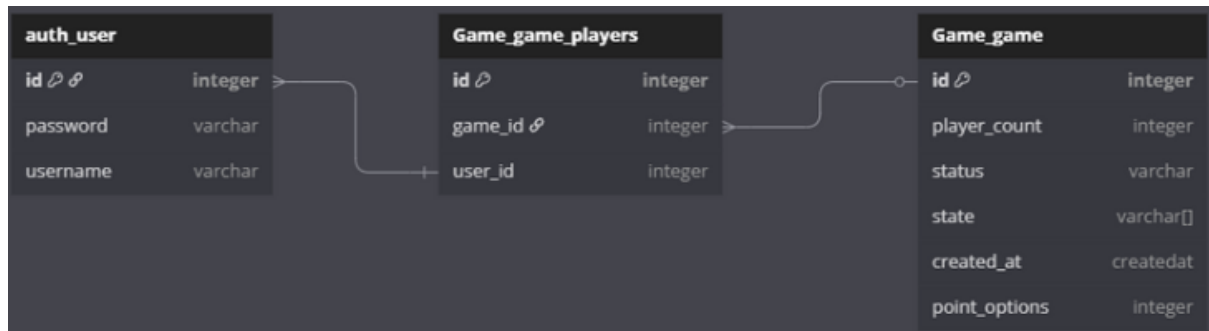 auth_user
id integer
password varchar
username varchar
Game_game_players
id integer
game_id integer
user_id integer
Game_game
id integer
player_count integer
status varchar
state varchar[]
created_at createdat
point_options integer